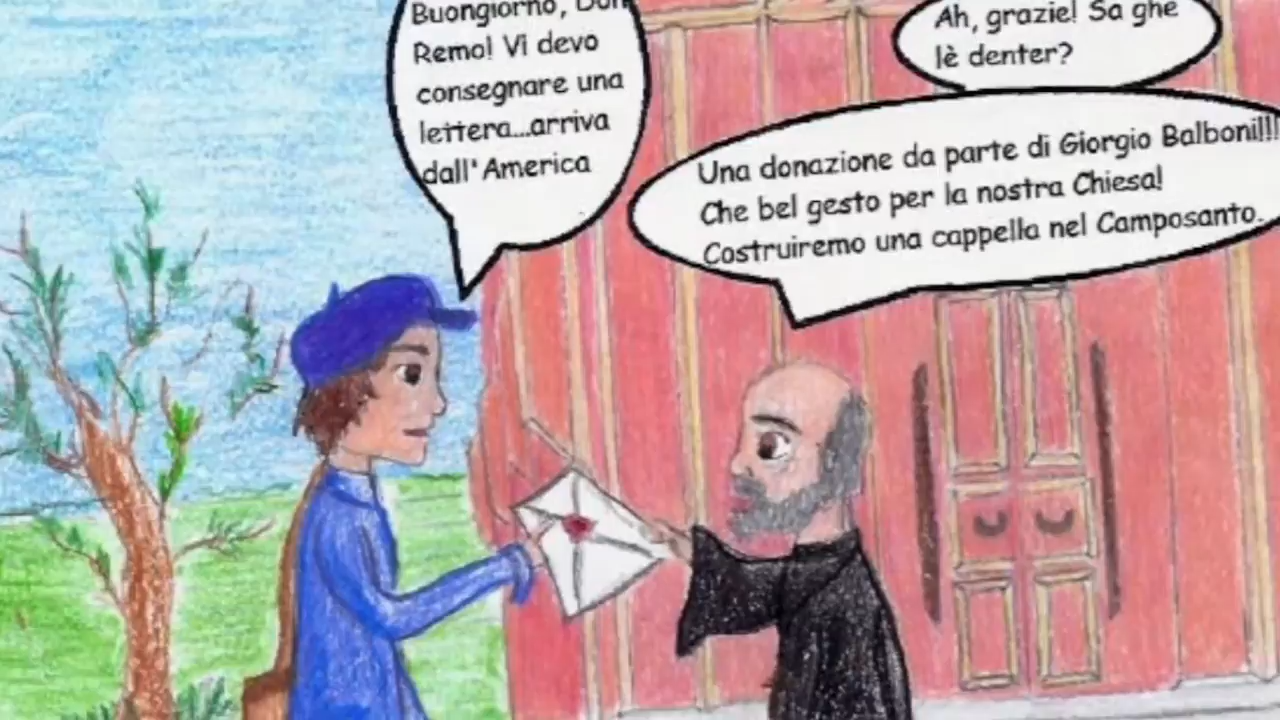 Buongiorno, Don
Remo! Vi devo
consegnare una
lettera...arriva
dall'America
Ah, grazie! Sa ghe
lè denter?
Una donazione da parte di Giorgio Balboni!!!
Che bel gesto per la nostra Chiesa!
Costruiremo una cappella nel Camposanto.